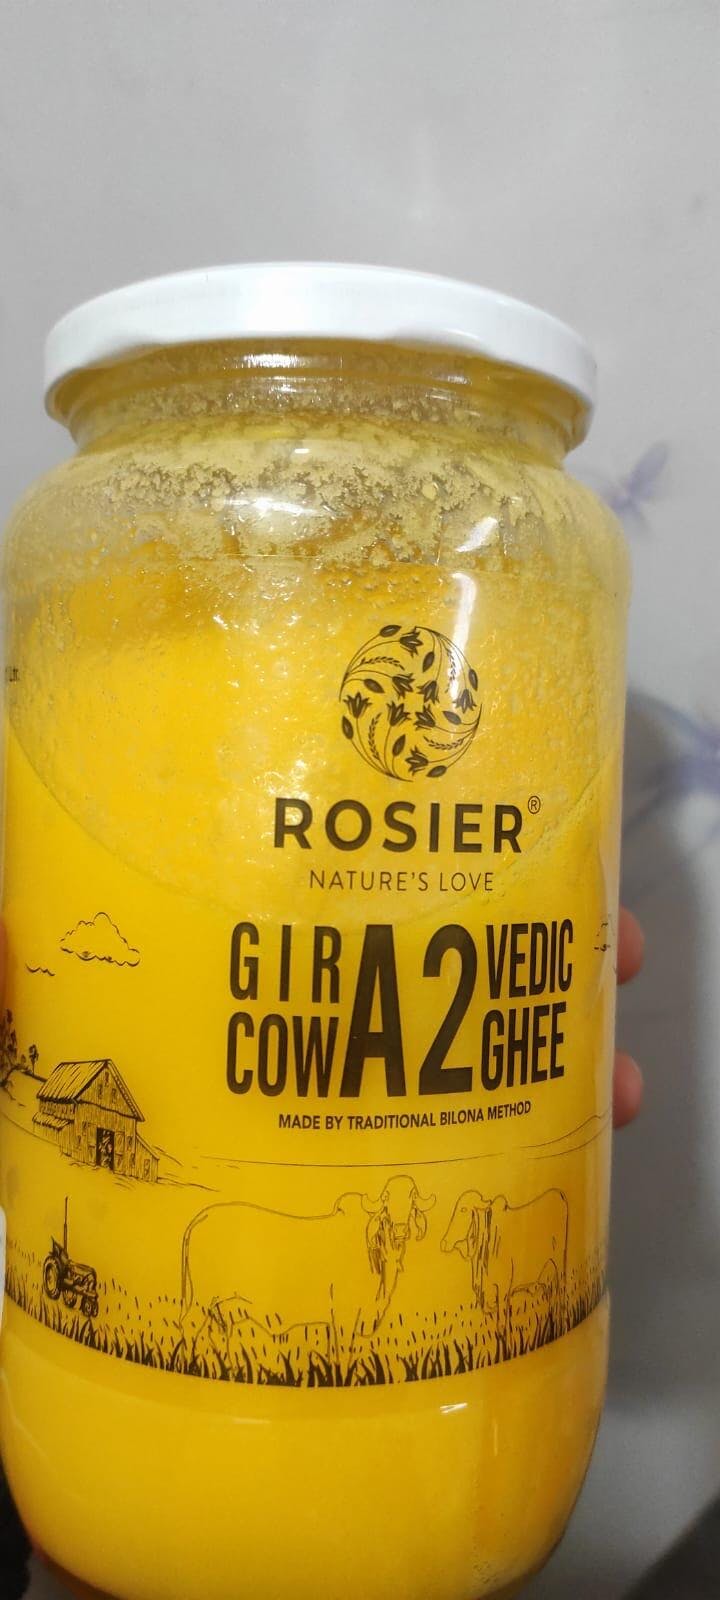 ROSIER®
NATURE'S LOVE
GIR COW A2 VEDIC GHEE
MADE BY TRADITIONAL BILONA METHOD